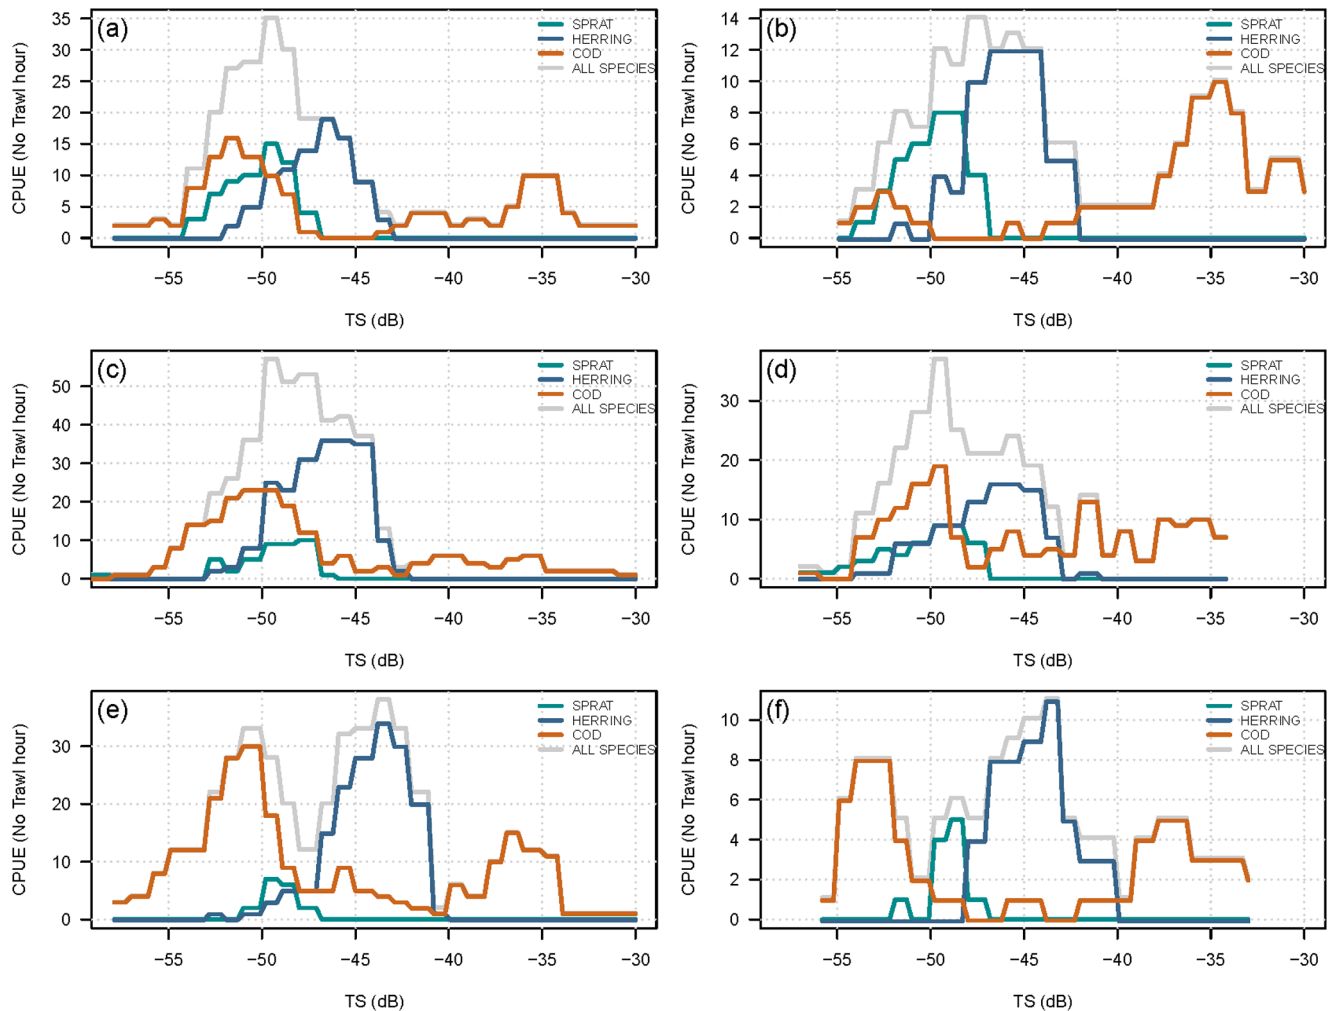 (a)
SPRAT
HERRING
COD
ALL SPECIES
CPUE (No Trawl hour)
35
30
25
20
15
10
5
0
−55 −50 −45 −40 −35 −30
TS (dB)
(b)
SPRAT
HERRING
COD
ALL SPECIES
CPUE (No Trawl hour)
14
12
10
8
6
4
2
0
−55 −50 −45 −40 −35 −30
TS (dB)
(c)
SPRAT
HERRING
COD
ALL SPECIES
CPUE (No Trawl hour)
50
40
30
20
10
0
−55 −50 −45 −40 −35 −30
TS (dB)
(d)
SPRAT
HERRING
COD
ALL SPECIES
CPUE (No Trawl hour)
30
20
10
0
−55 −50 −45 −40 −35 −30
TS (dB)
(e)
SPRAT
HERRING
COD
ALL SPECIES
CPUE (No Trawl hour)
30
20
10
0
−55 −50 −45 −40 −35 −30
TS (dB)
(f)
SPRAT
HERRING
COD
ALL SPECIES
CPUE (No Trawl hour)
10
8
6
4
2
0
−55 −50 −45 −40 −35 −30
TS (dB)